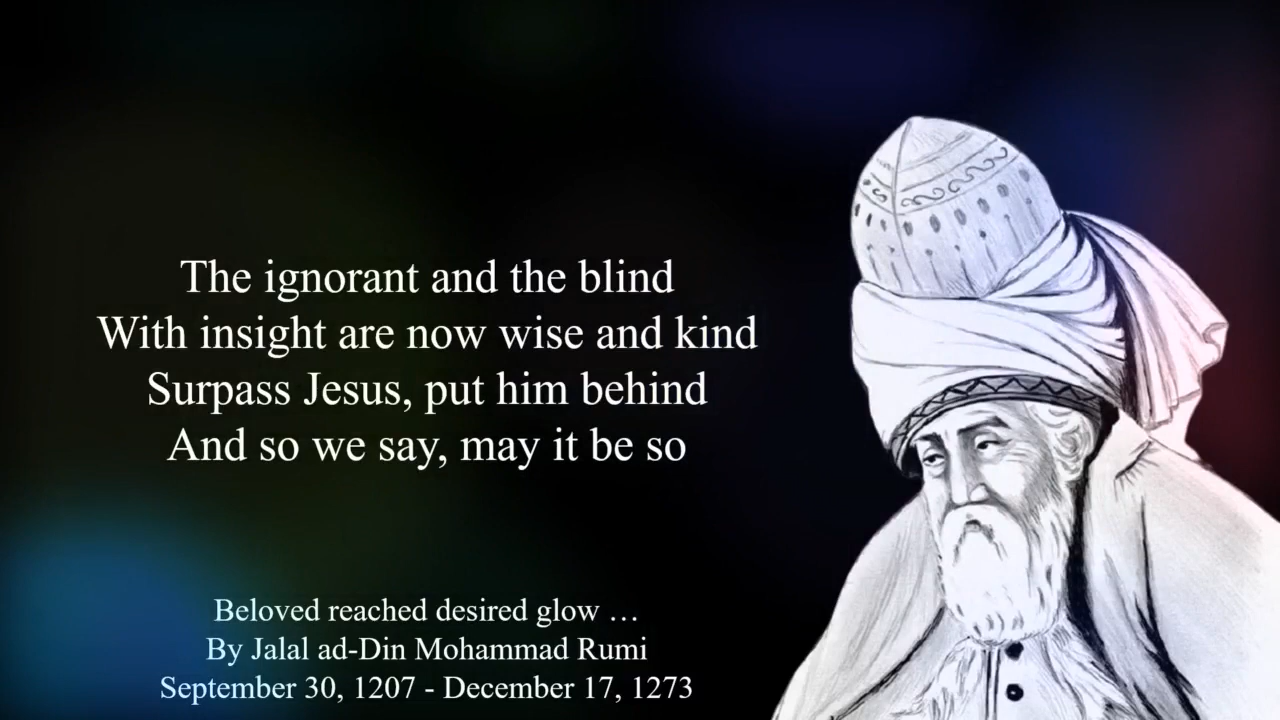 The ignorant and the blind
With insight are now wise and kind
Surpass Jesus, put him behind
And so we say, may it be so
Beloved reached desired glow …
By Jalal ad-Din Mohammad Rumi
September 30, 1207 - December 17, 1273